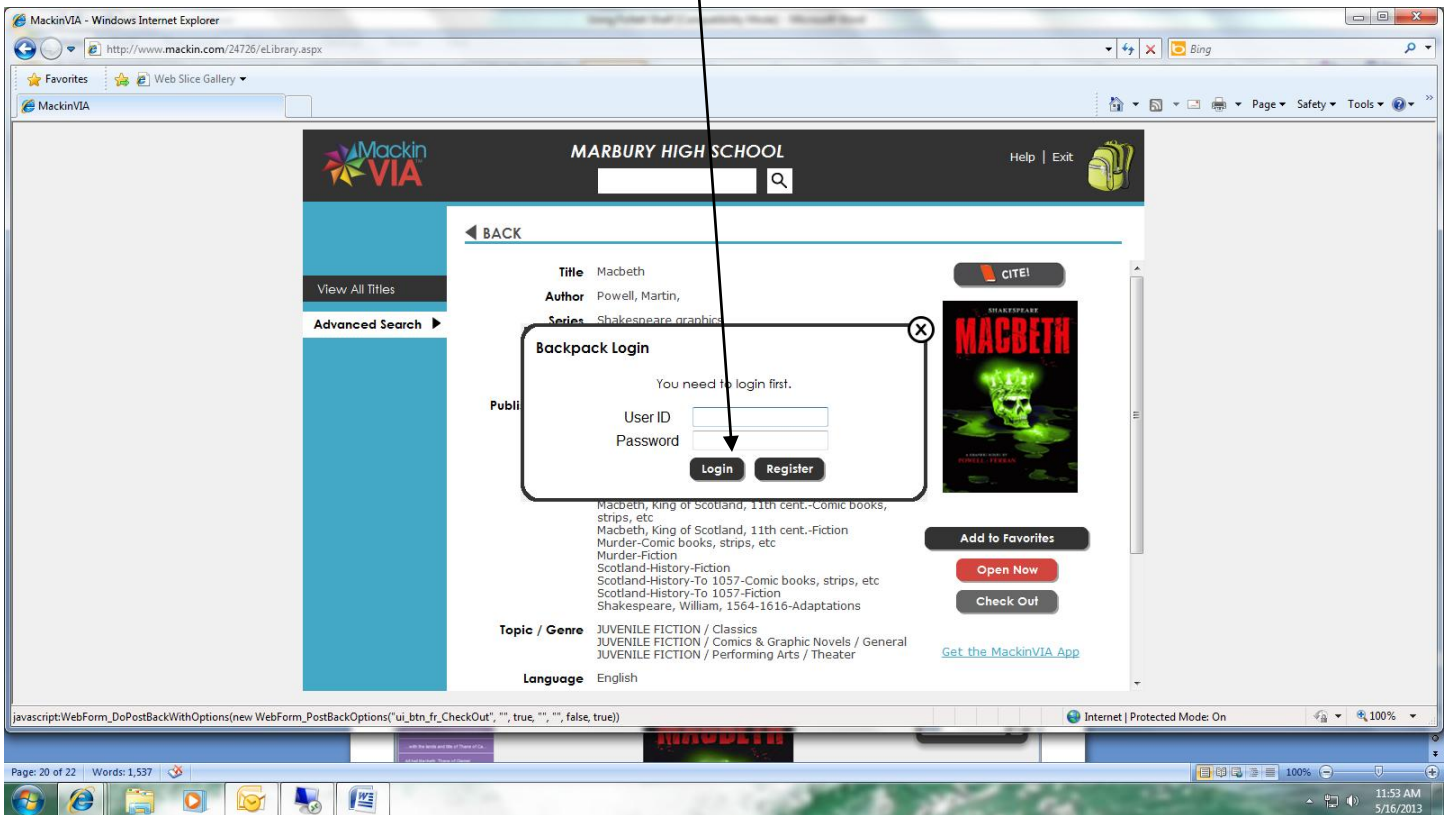 MackinVIA - Windows Internet Explorer
http://www.mackin.com/24726/eLibrary.aspx
Bing
Favorites
Web Slice Gallery
MackinVIA
Page Safety Tools
Mackin VIA
MARBURY HIGH SCHOOL
Help | Exit
BACK
View All Titles
Advanced Search
Title Macbeth
Author Powell, Martin,
Series Shakespeare graphics
Publi
CITE!
SHAKESPEARE
MACBETH
Backpack Login
You need to login first.
User ID
Password
Login Register
Macbeth, King of Scotland, 11th cent.-Comic books,
strips, etc
Macbeth, King of Scotland, 11th cent.-Fiction
Murder-Comic books, strips, etc
Murder-Fiction
Scotland-History-Fiction
Scotland-History-To 1057-Comic books, strips, etc
Scotland-History-To 1057-Fiction
Shakespeare, William, 1564-1616-Adaptations
Topic / Genre JUVENILE FICTION / Classics
JUVENILE FICTION / Comics & Graphic Novels / General
JUVENILE FICTION / Performing Arts / Theater
Language English
Add to Favorites
Open Now
Check Out
Get the MackinVIA App
javascript:WebForm_DoPostBackWithOptions(new WebForm_PostBackOptions("ui_btn_fr_CheckOut", "", true, "", "", false, true))
Internet | Protected Mode: On
100%
Page: 20 of 22 Words: 1,537
100%
11:53 AM
5/16/2013